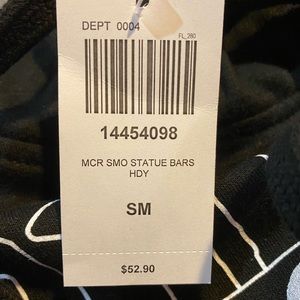 DEPT 0004
FL_280
14454098
MCR SMO STATUE BARS
HDY
SM
$52.90